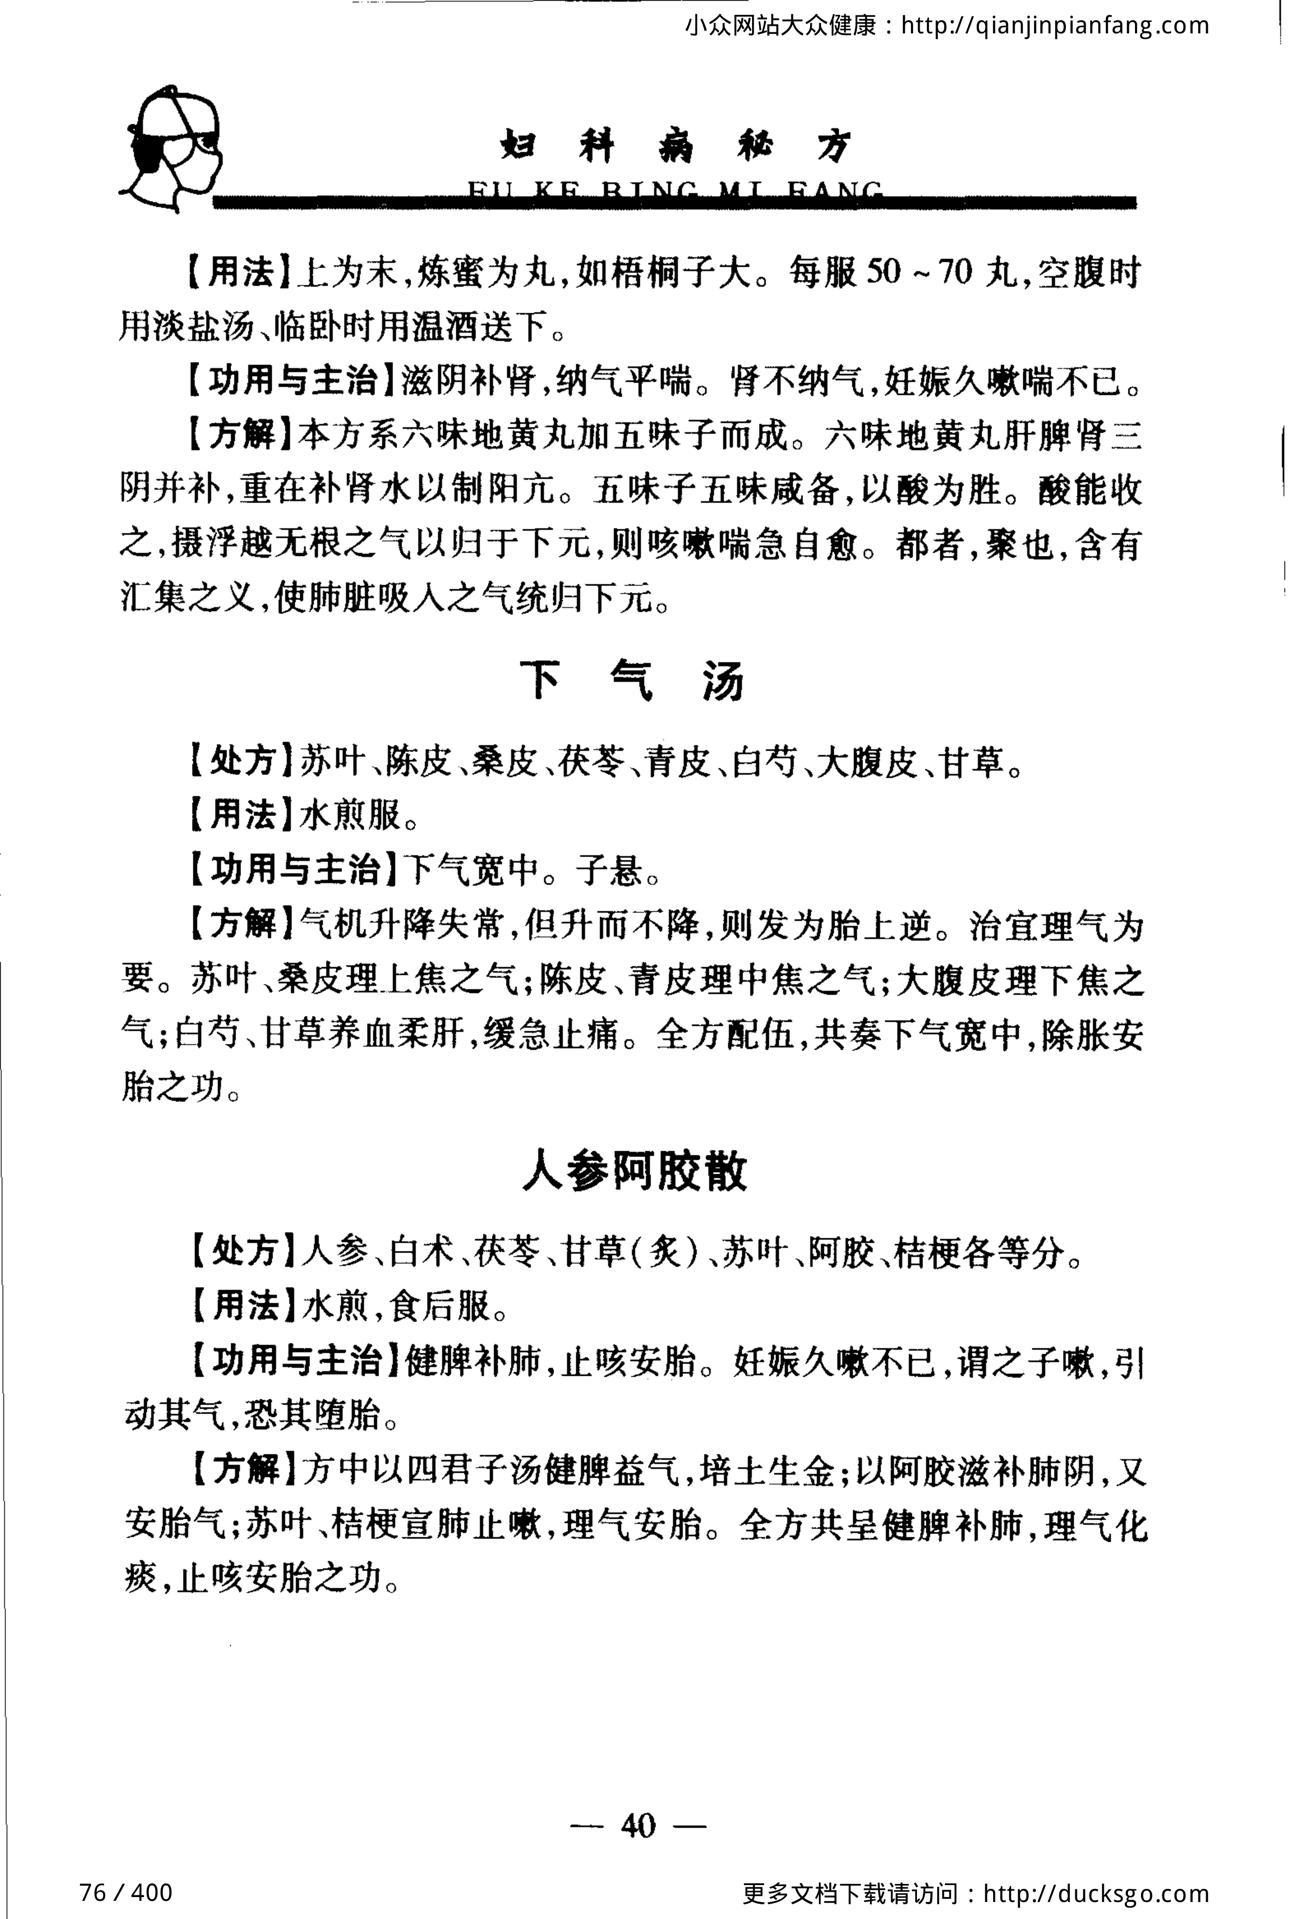 小众网站大众健康：http://qianjinpianfang.com
妇科病秘方
FU KE BING MI FANG
【用法】上为末,炼蜜为丸,如梧桐子大。每服50~70丸,空腹时
用淡盐汤、临卧时用温酒送下。
【功用与主治】滋阴补肾,纳气平喘。肾不纳气,妊娠久嗽喘不已。
【方解】本方系六味地黄丸加五味子而成。六味地黄丸肝脾肾三
阴并补,重在补肾水以制阳亢。五味子五味咸备,以酸为胜。酸能收
之,摄浮越无根之气以归于下元,则咳嗽喘急自愈。都者,聚也,含有
汇集之义,使肺脏吸入之气统归下元。
下气汤
【处方】苏叶、陈皮、桑皮、茯苓、青皮、白芍、大腹皮、甘草。
【用法】水煎服。
【功用与主治】下气宽中。子悬。
【方解】气机升降失常,但升而不降,则发为胎上逆。治宜理气为
要。苏叶、桑皮理上焦之气;陈皮、青皮理中焦之气;大腹皮理下焦之
气;白芍、甘草养血柔肝,缓急止痛。全方配伍,共奏下气宽中,除胀安
胎之功。
人参阿胶散
【处方】人参、白术、茯苓、甘草(炙)、苏叶、阿胶、桔梗各等分。
【用法】水煎,食后服。
【功用与主治】健脾补肺,止咳安胎。妊娠久嗽不已,谓之子嗽,引
动其气,恐其堕胎。
【方解】方中以四君子汤健脾益气,培土生金;以阿胶滋补肺阴,又
安胎气;苏叶、桔梗宣肺止嗽,理气安胎。全方共呈健脾补肺,理气化
痰,止咳安胎之功。
— 40 —
76 / 400
更多文档下载请访问：http://ducksgo.com